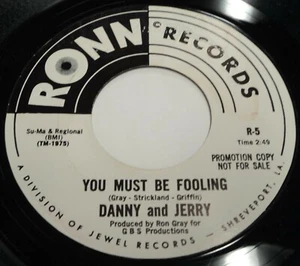 RONN RECORDS
©
Su-Ma & Regional
(BMI)
(TM-1975)
R-5
Time 2:49
PROMOTION COPY
NOT FOR SALE
YOU MUST BE FOOLING
(Gray - Strickland - Griffin)
DANNY and JERRY
Produced by Ron Gray for
GBS Productions
A DIVISION OF JEWEL RECORDS — SHREVEPORT, LA.